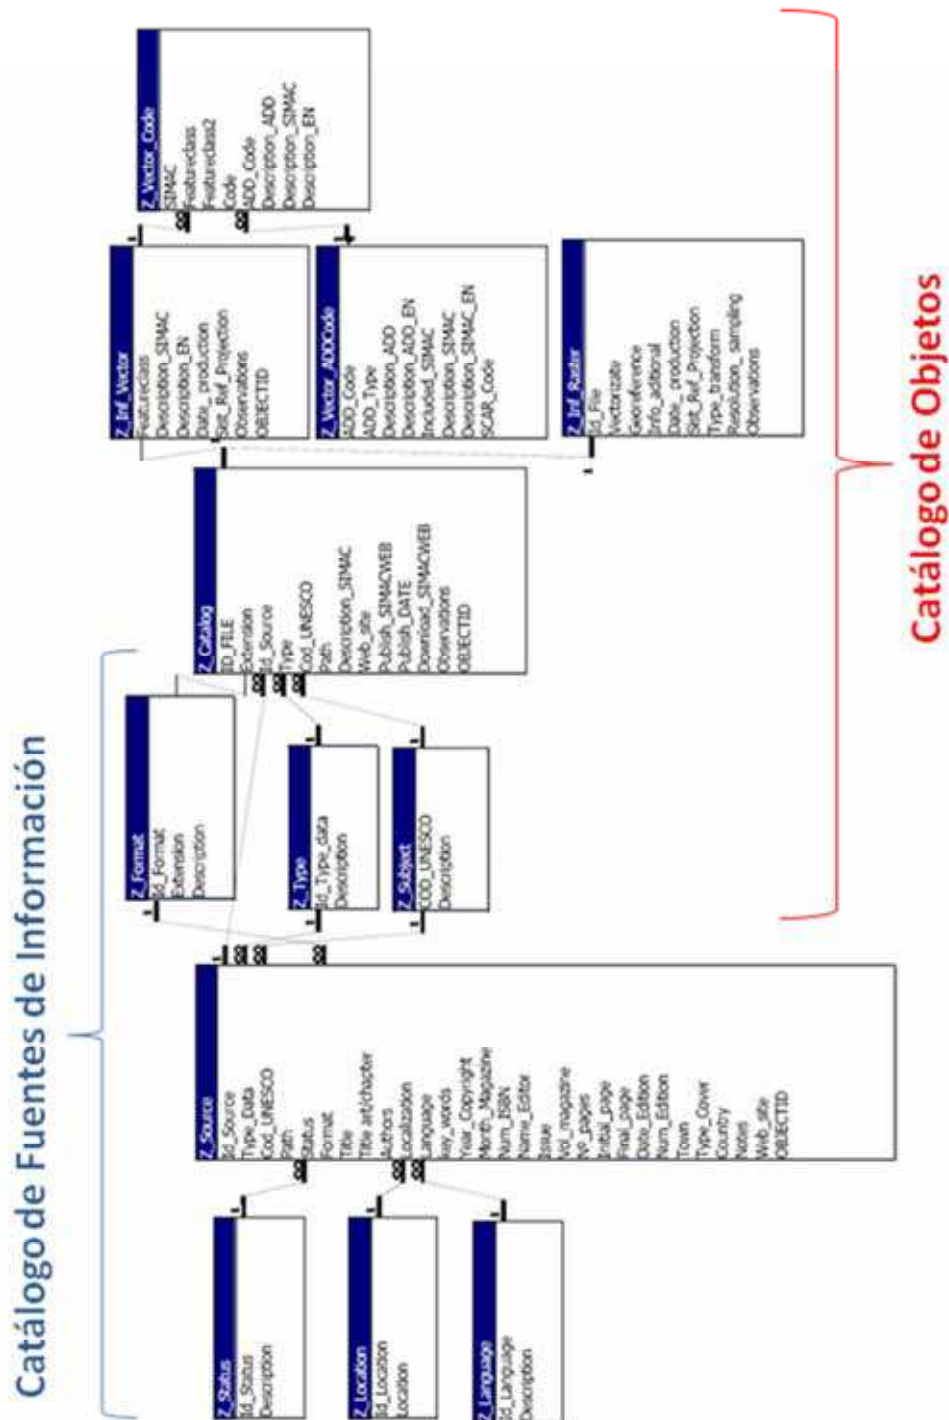 Catálogo de Fuentes de Información
Z_Status
Id_Status
Description
Z_Location
Id_Location
Location
Z_Language
Id_Language
Description
Z_Source
Id_Source
Type_Data
Cod_UNESCO
Path
Status
Format
Title
Title art/chapter
Authors
Localization
Language
Key_words
Year_Copyright
Month_Magazine
Num_ISBN
Name_Editor
Issue
Vol_magazine
Nº_pages
Initial_page
Final_page
Date_Edition
Num_Edition
Town
Type_Cover
Country
Notes
Web_site
OBJECTID
Z_Format
Id_Format
Extension
Description
Z_Type
Id_Type_data
Description
Z_Subject
COD_UNESCO
Description
Z_Catalog
ID_FILE
Extension
Id_Source
Type
Cod_UNESCO
Path
Description_SIMAC
Web_site
Publish_SIMACWEB
Publish_DATE
Download_SIMACWEB
Observations
OBJECTID
Z_Inf_Vector
Featureclass
Description_SIMAC
Description_EN
Date_production
Sist_Ref_Projection
Observations
OBJECTID
Z_Vector_ADDCode
ADD_Code
ADD_Type
Description_ADD
Description_ADD_EN
Included_SIMAC
Description_SIMAC
Description_SIMAC_EN
SCAR_Code
Z_Inf_Raster
Id_File
Vectorizate
Georeference
Info_aditional
Date_production
Sist_Ref_Projection
Type_transform
Resolution_sampling
Observations
Z_Vector_Code
SIMAC
Featureclass
Featureclass2
Code
ADD_Code
Description_ADD
Description_SIMAC
Description_EN
Catálogo de Objetos